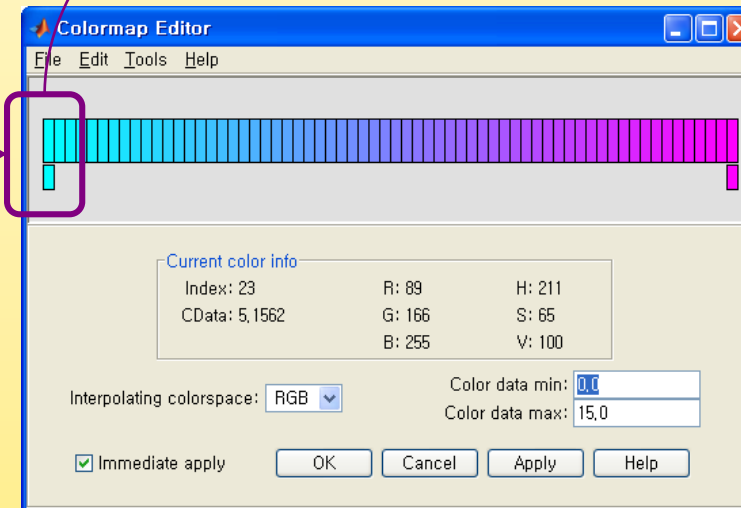 Colormap Editor
File Edit Tools Help
Current color info
Index: 23 R: 89 H: 211
CData: 5,1562 G: 166 S: 65
B: 255 V: 100
Interpolating colorspace: RGB Color data min: 0,0
Color data max: 15,0
Immediate apply OK Cancel Apply Help